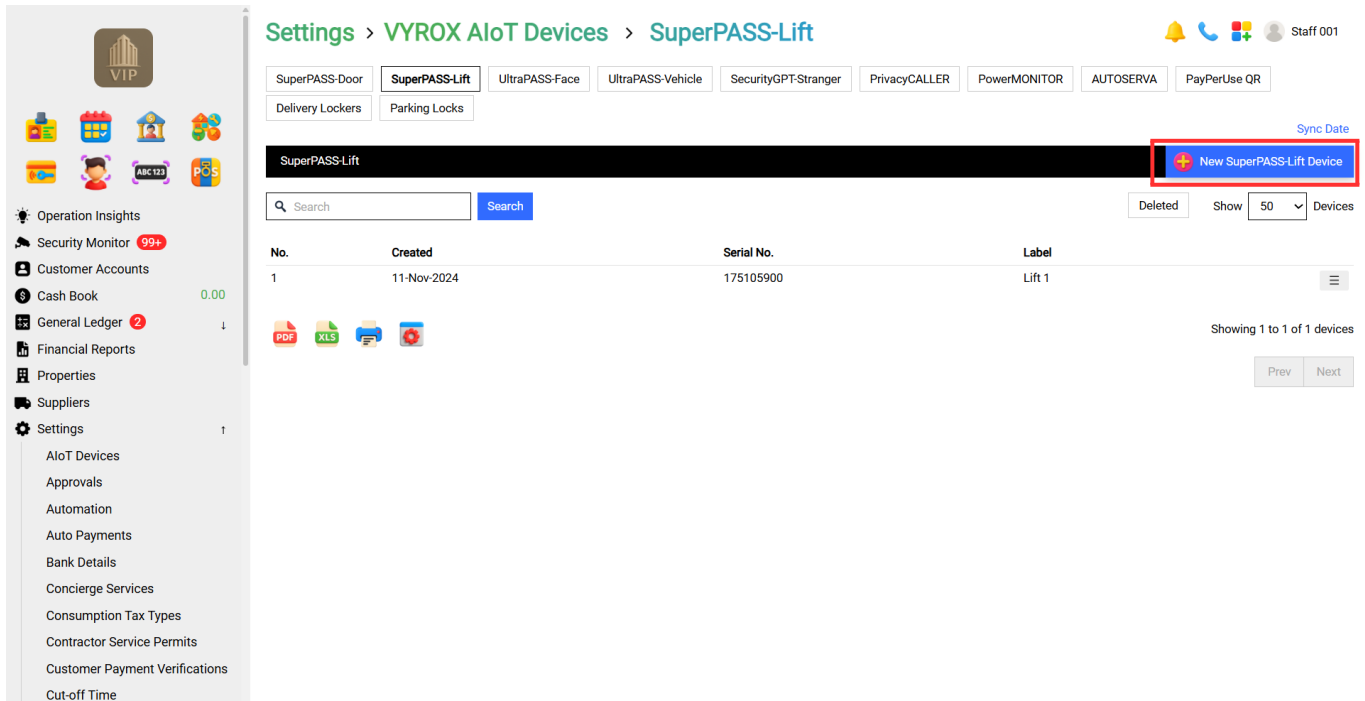 VIP
Operation Insights
Security Monitor 99+
Customer Accounts
Cash Book 0.00
General Ledger 2 ↓
Financial Reports
Properties
Suppliers
Settings ↑
AIoT Devices
Approvals
Automation
Auto Payments
Bank Details
Concierge Services
Consumption Tax Types
Contractor Service Permits
Customer Payment Verifications
Cut-off Time
ABC 123
POS
Settings > VYROX AIoT Devices > SuperPASS-Lift
Staff 001
SuperPASS-Door SuperPASS-Lift UltraPASS-Face UltraPASS-Vehicle SecurityGPT-Stranger PrivacyCALLER PowerMONITOR AUTOSERVA PayPerUse QR
Delivery Lockers Parking Locks
Sync Date
SuperPASS-Lift New SuperPASS-Lift Device
Search Search Deleted Show 50 Devices
No. Created Serial No. Label
1 11-Nov-2024 175105900 Lift 1
PDF XLS
Showing 1 to 1 of 1 devices
Prev Next